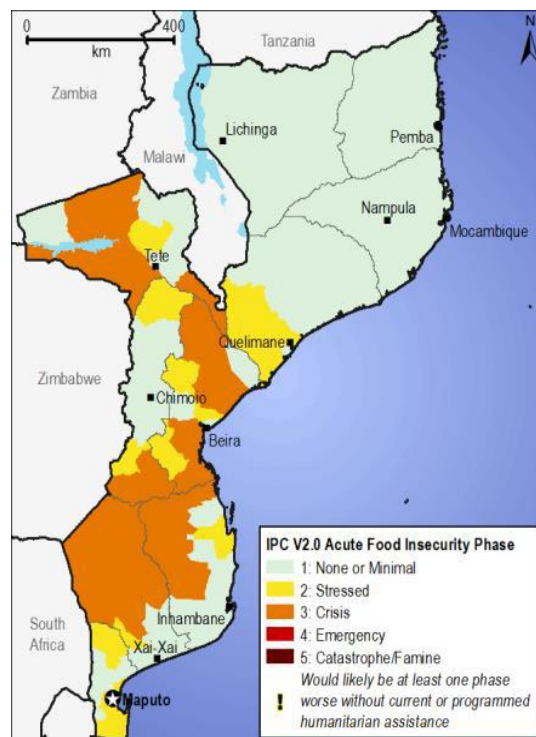 0 400
km
N
Tanzania
Zambia
Lichinga
Pemba
Malawi
Nampula
Mocambique
Tete
Quelimane
Zimbabwe
Chimoio
Beira
IPC V2.0 Acute Food Insecurity Phase
1: None or Minimal
2: Stressed
3: Crisis
4: Emergency
5: Catastrophe/Famine
! Would likely be at least one phase
worse without current or programmed
humanitarian assistance
Inhambane
South
Africa
Xai-Xai
Maputo